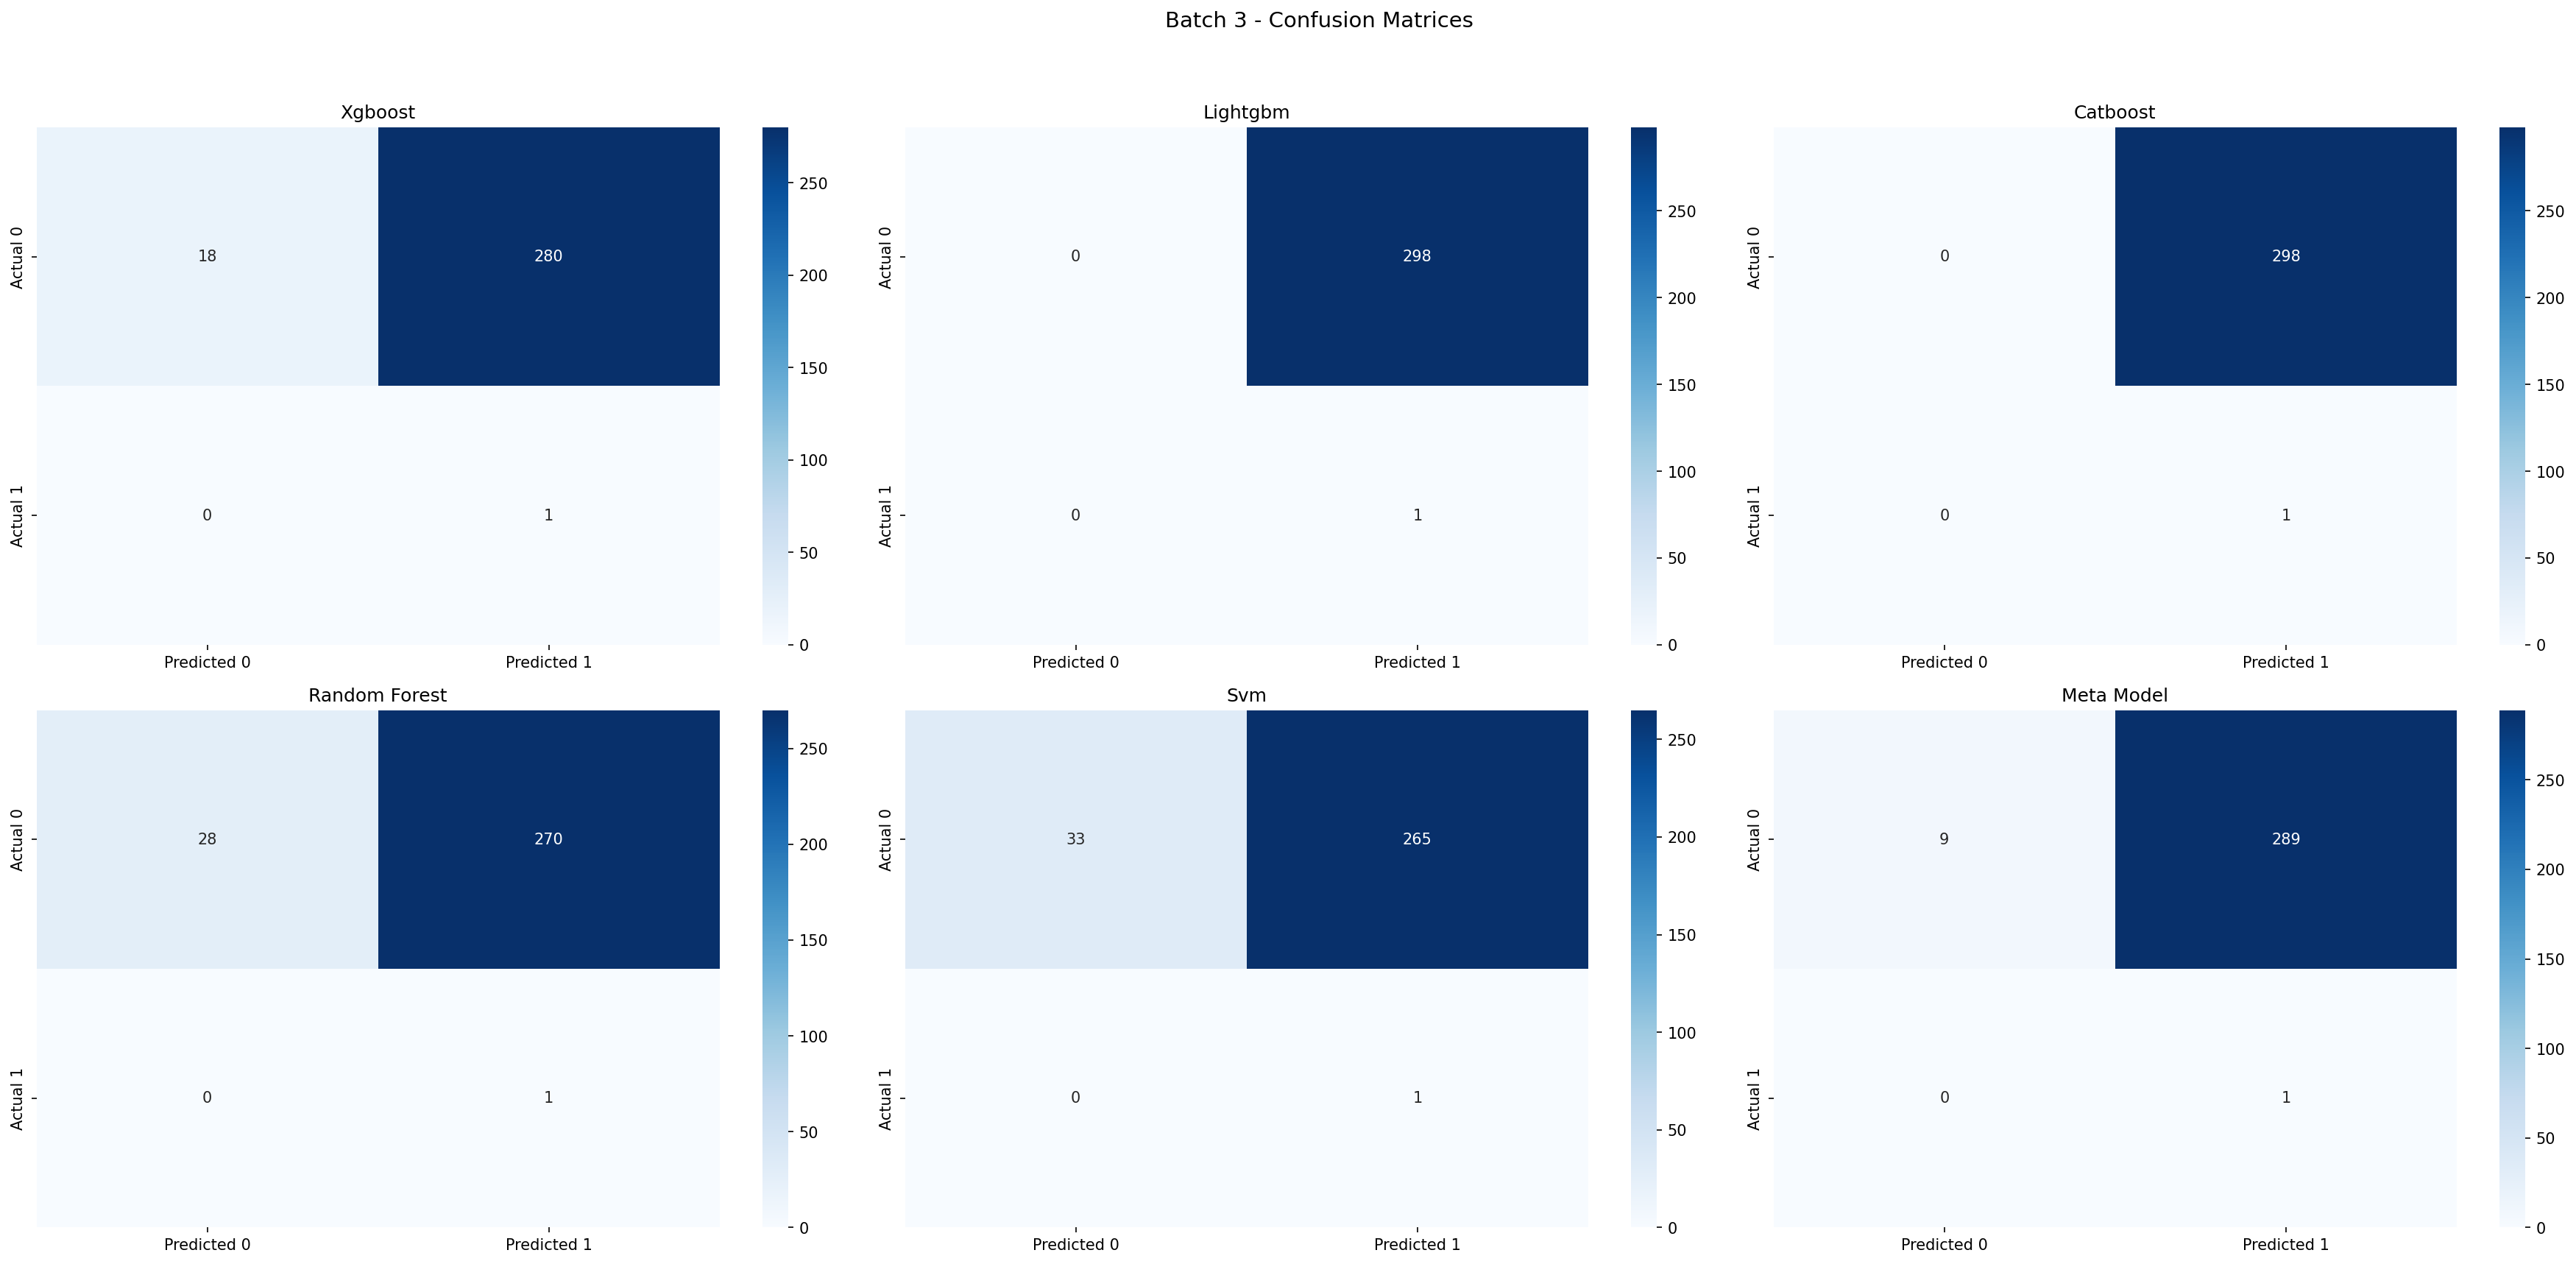 Batch 3 - Confusion Matrices
Xgboost
Actual 0
18
280
Actual 1
0
1
Predicted 0
Predicted 1
250
200
150
100
50
0
Lightgbm
Actual 0
0
298
Actual 1
0
1
Predicted 0
Predicted 1
250
200
150
100
50
0
Catboost
Actual 0
0
298
Actual 1
0
1
Predicted 0
Predicted 1
250
200
150
100
50
0
Random Forest
Actual 0
28
270
Actual 1
0
1
Predicted 0
Predicted 1
250
200
150
100
50
0
Svm
Actual 0
33
265
Actual 1
0
1
Predicted 0
Predicted 1
250
200
150
100
50
0
Meta Model
Actual 0
9
289
Actual 1
0
1
Predicted 0
Predicted 1
250
200
150
100
50
0